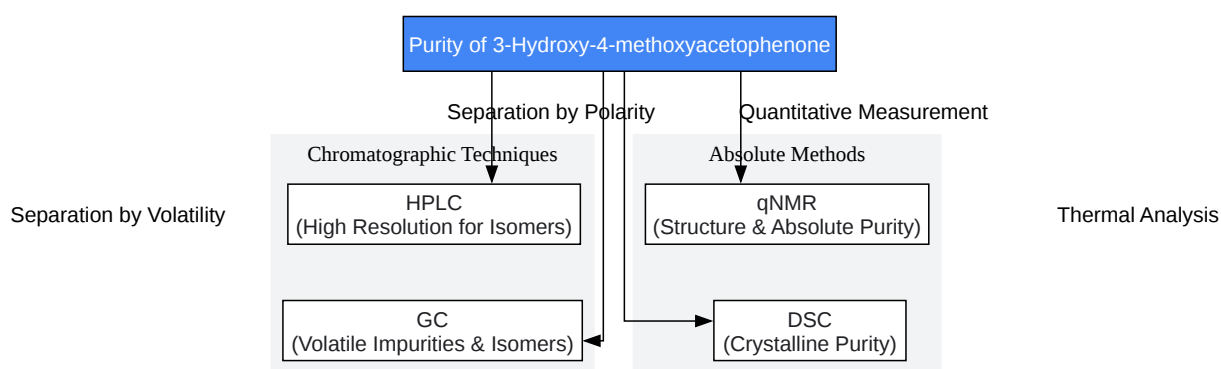 Purity of 3-Hydroxy-4-methoxyacetophenone
Separation by Polarity
Quantitative Measurement
Chromatographic Techniques
Absolute Methods
HPLC
(High Resolution for Isomers)
qNMR
(Structure & Absolute Purity)
Separation by Volatility
Thermal Analysis
GC
(Volatile Impurities & Isomers)
DSC
(Crystalline Purity)